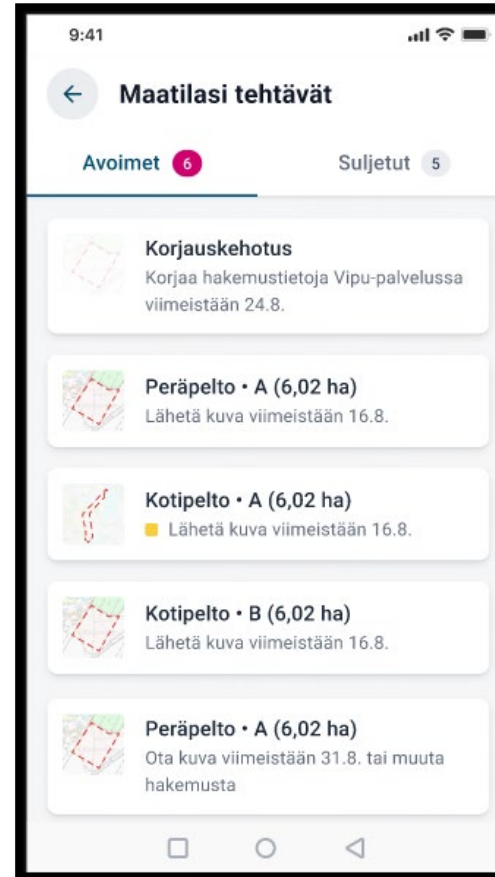 9:41
Maatilasi tehtävät
Avoimet 6
Suljetut 5
Korjauskehotus
Korjaa hakemustietoja Vipu-palvelussa
viimeistään 24.8.
Peräpelto • A (6,02 ha)
Lähetä kuva viimeistään 16.8.
Kotipelto • A (6,02 ha)
Lähetä kuva viimeistään 16.8.
Kotipelto • B (6,02 ha)
Lähetä kuva viimeistään 16.8.
Peräpelto • A (6,02 ha)
Ota kuva viimeistään 31.8. tai muuta
hakemusta